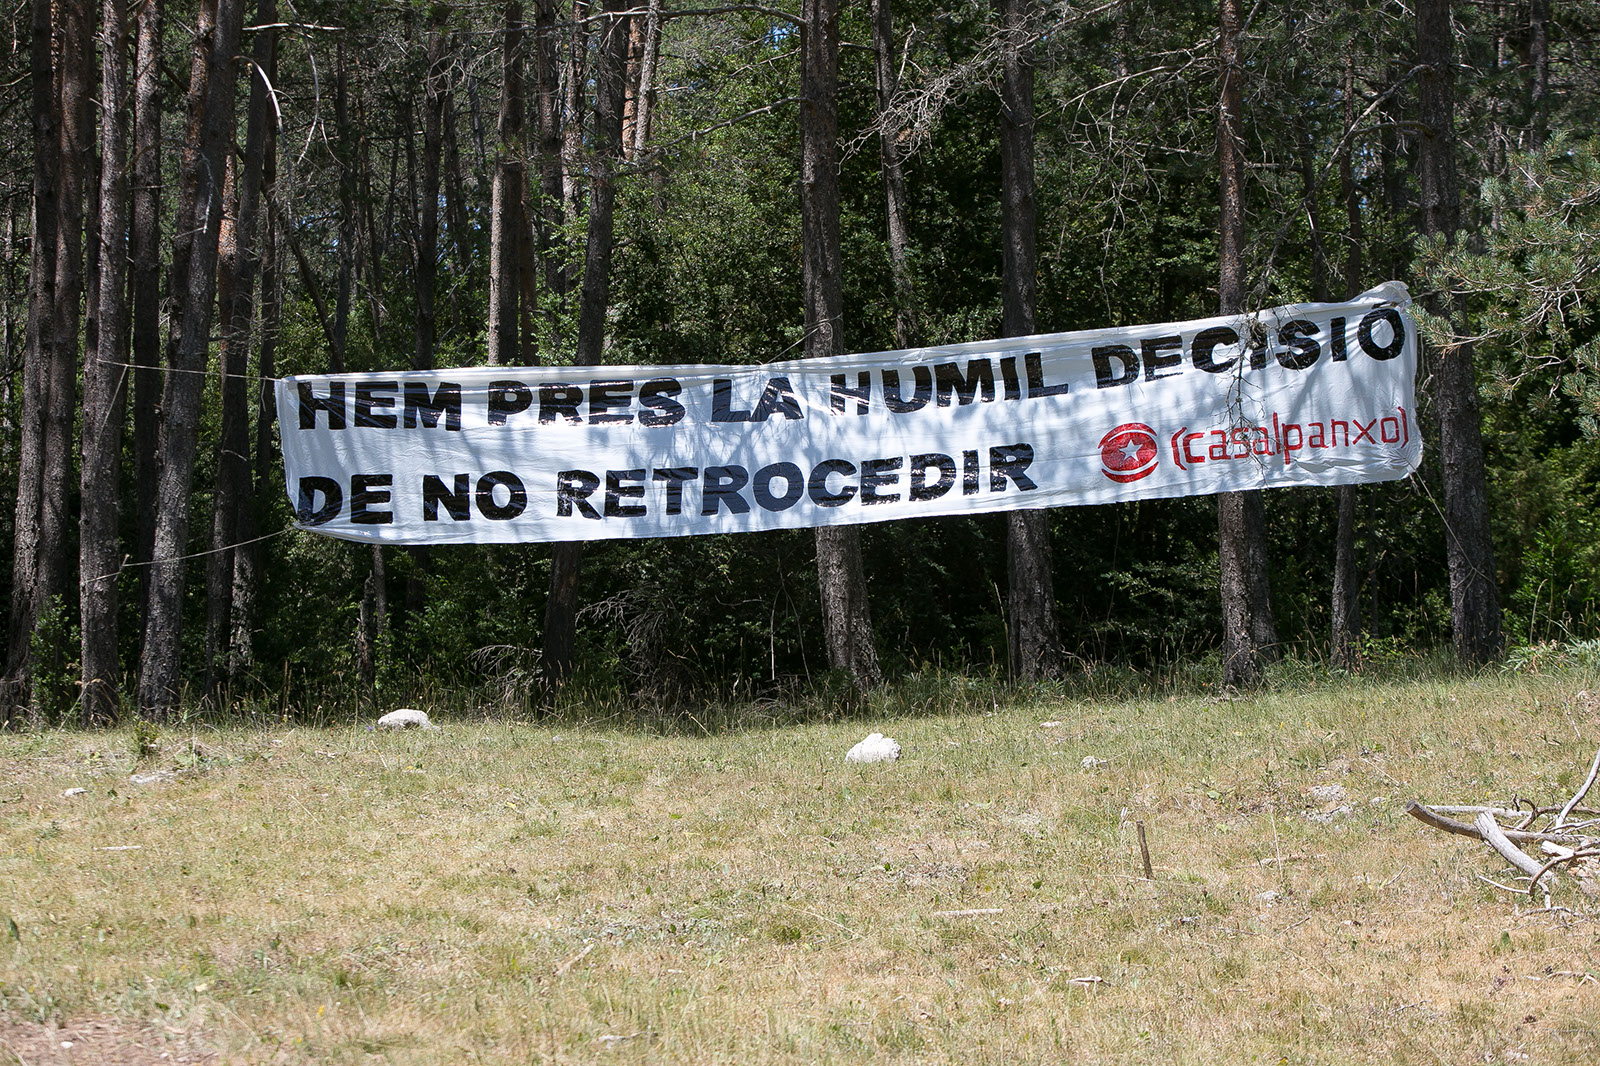 HEM PRES LA HUMIL DECISIÓ
DE NO RETROCEDIR
(casalpanxo)